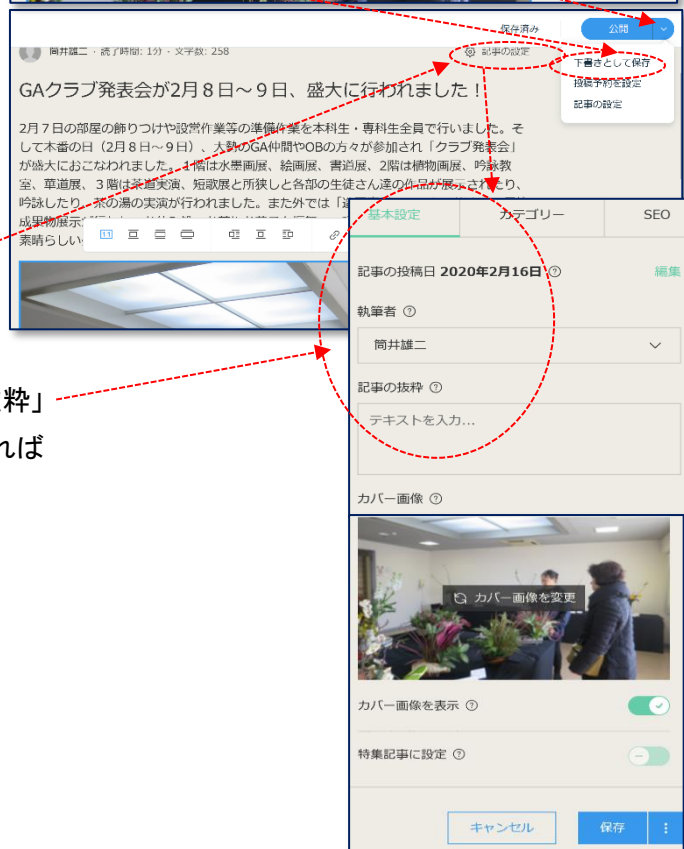 保存済み
公開
下書きとして保存
投稿予約を設定
記事の設定
筒井雄二 · 読了時間: 1分 · 文字数: 258
記事の設定
GAクラブ発表会が2月8日～9日、盛大に行われました！
2月7日の部屋の飾りつけや設営作業等の準備作業を本科生・専科生全員で行いました。そ
して本番の日（2月8日～9日）、大勢のGA仲間やOBの方々が参加され「クラブ発表会」
が盛大におこなわれました。1階は水墨画展、絵画展、書道展、2階は植物画展、吟詠教
室、華道展、３階は茶道実演、短歌展と所狭しと各部の生徒さん達の作品が展示されたり、
吟詠したり、茶の湯の実演が行われました。また外では「
成果物展示
素晴らしい
基本設定
カテゴリー
SEO
記事の投稿日 2020年2月16日
編集
執筆者
筒井雄二
記事の抜粋
テキストを入力...
粋」
れば
カバー画像
カバー画像を変更
カバー画像を表示
特集記事に設定
キャンセル
保存